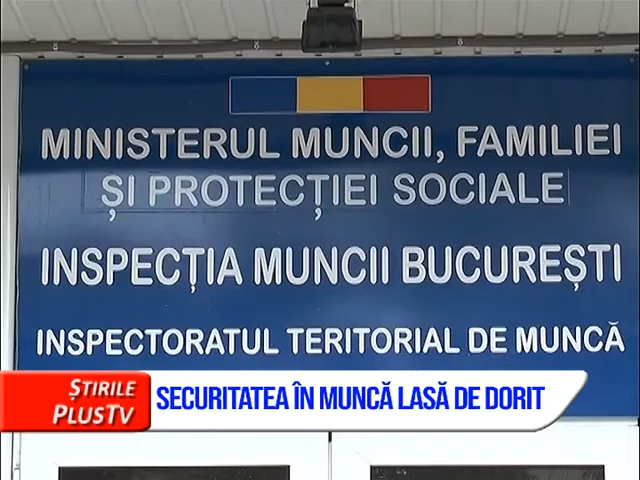 MINISTERUL MUNCII, FAMILIEI
ȘI PROTECȚIEI SOCIALE
INSPECȚIA MUNCII BUCUREȘTI
INSPECTORATUL TERITORIAL DE MUNCĂ
ȘTIRILE
PLUSTV
SECURITATEA ÎN MUNCĂ LASĂ DE DORIT